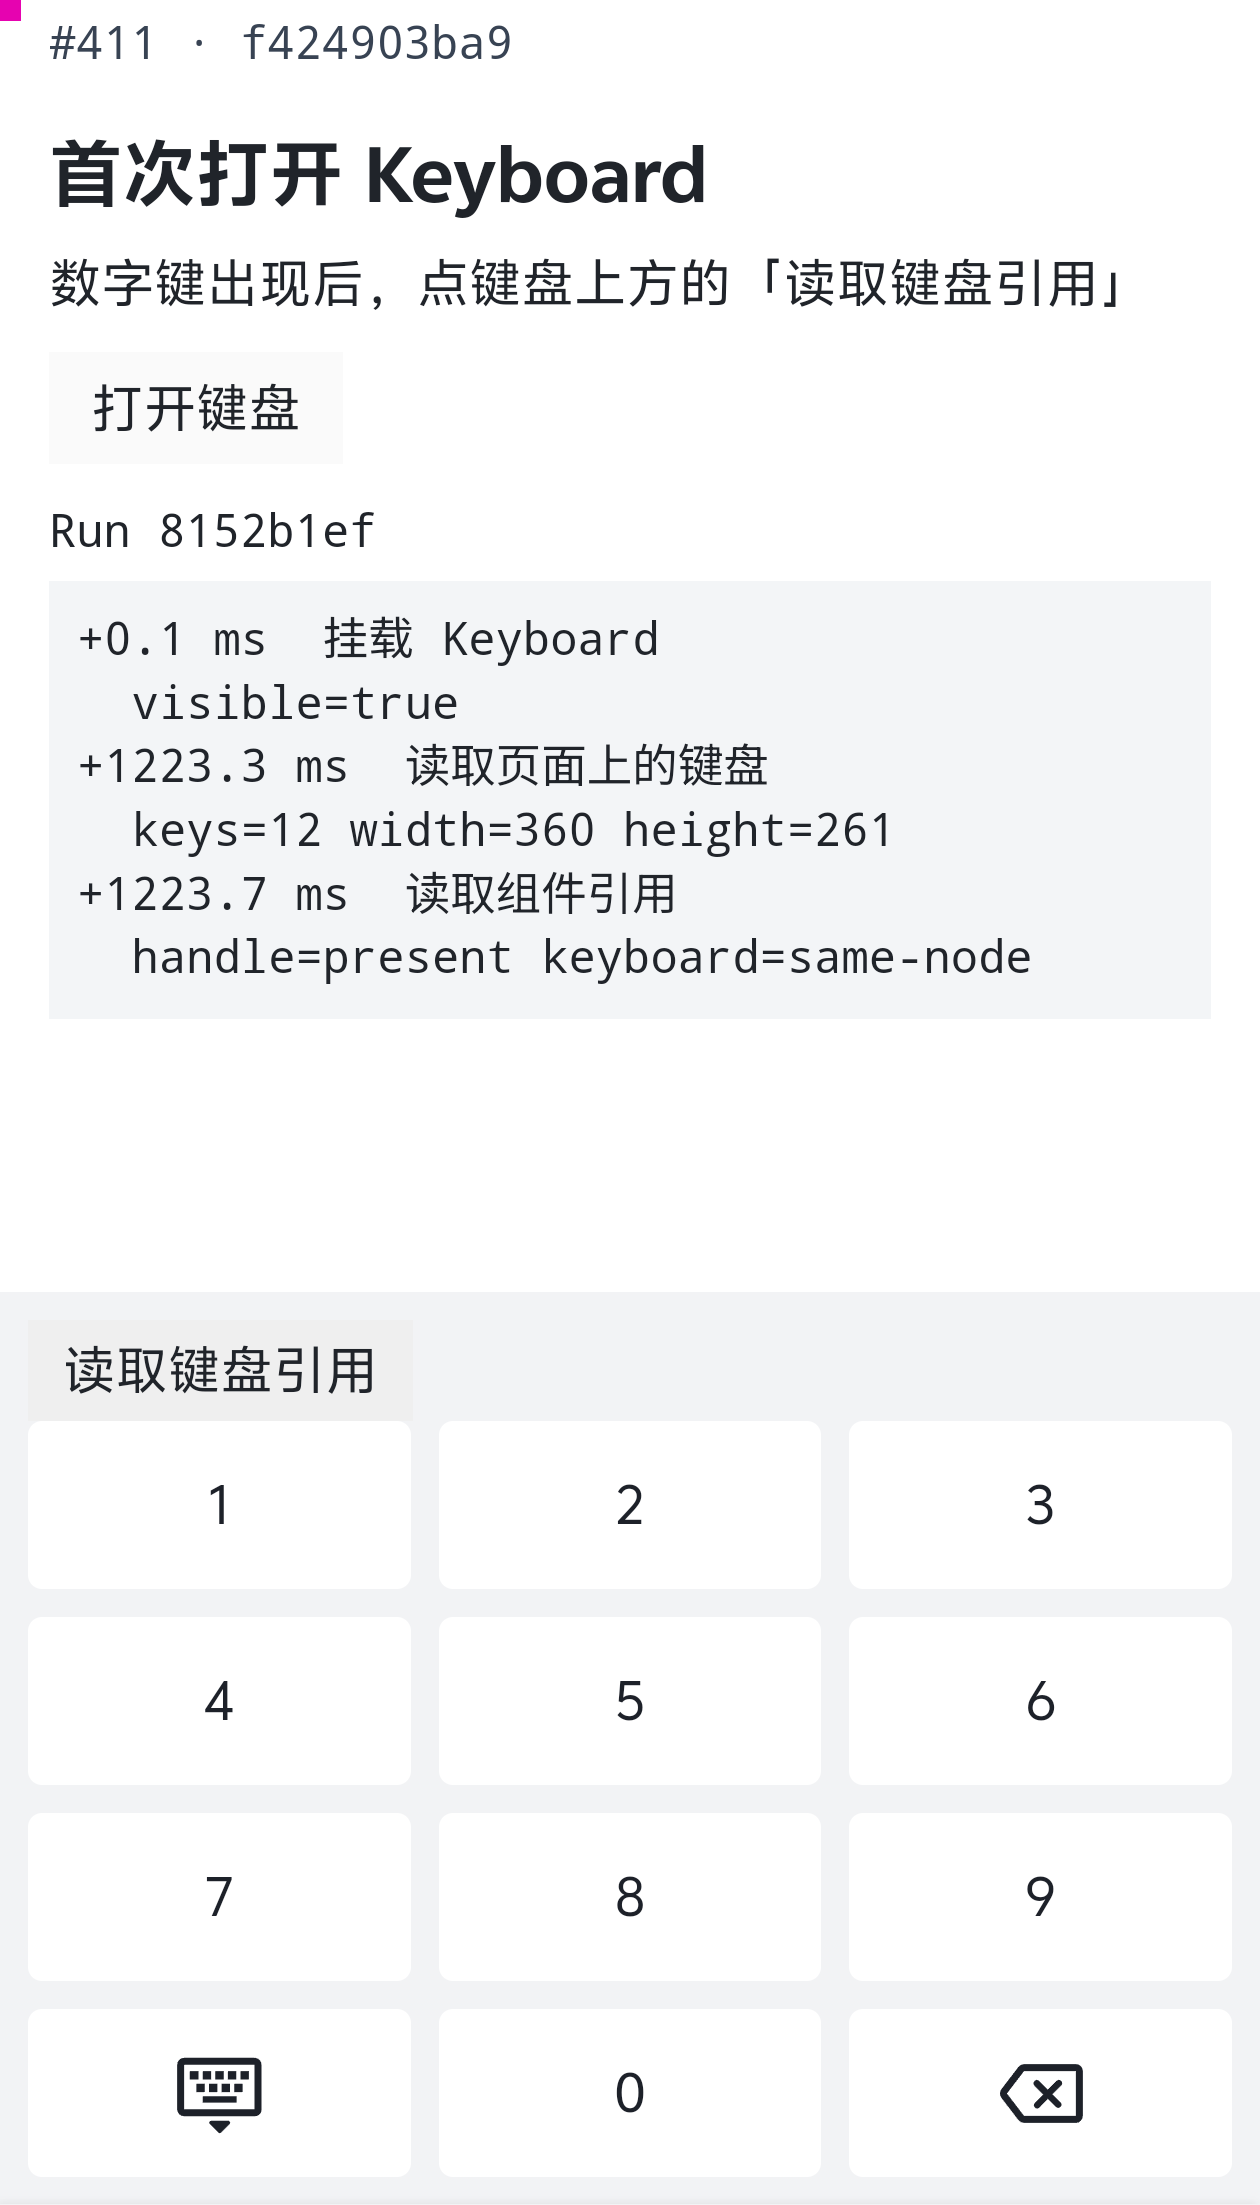 #411 · f424903ba9
首次打开 Keyboard
数字键出现后，点键盘上方的「读取键盘引用」
打开键盘
Run 8152b1ef
+0.1 ms  挂载 Keyboard
  visible=true
+1223.3 ms  读取页面上的键盘
  keys=12 width=360 height=261
+1223.7 ms  读取组件引用
  handle=present keyboard=same-node
读取键盘引用
1 2 3
4 5 6
7 8 9
0